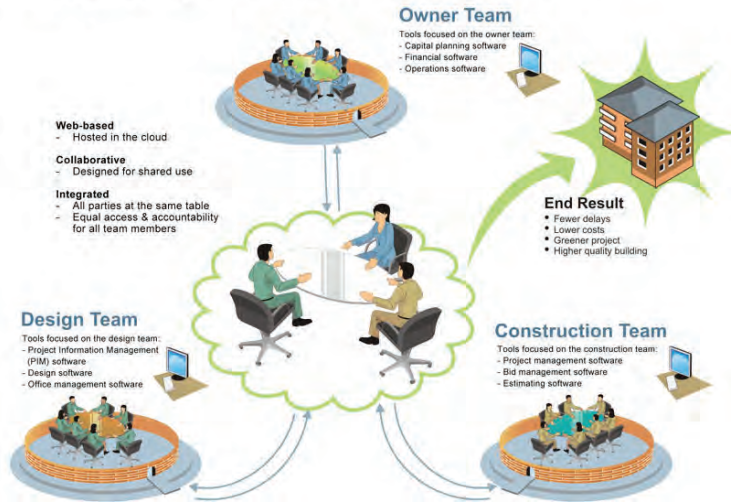 Owner Team
Tools focused on the owner team:
- Capital planning software
- Financial software
- Operations software
Web-based
- Hosted in the cloud
Collaborative
- Designed for shared use
Integrated
- All parties at the same table
- Equal access & accountability
for all team members
End Result
• Fewer delays
• Lower costs
• Greener project
• Higher quality building
Design Team
Tools focused on the design team:
- Project Information Management
(PIM) software
- Design software
- Office management software
Construction Team
Tools focused on the construction team:
- Project management software
- Bid management software
- Estimating software